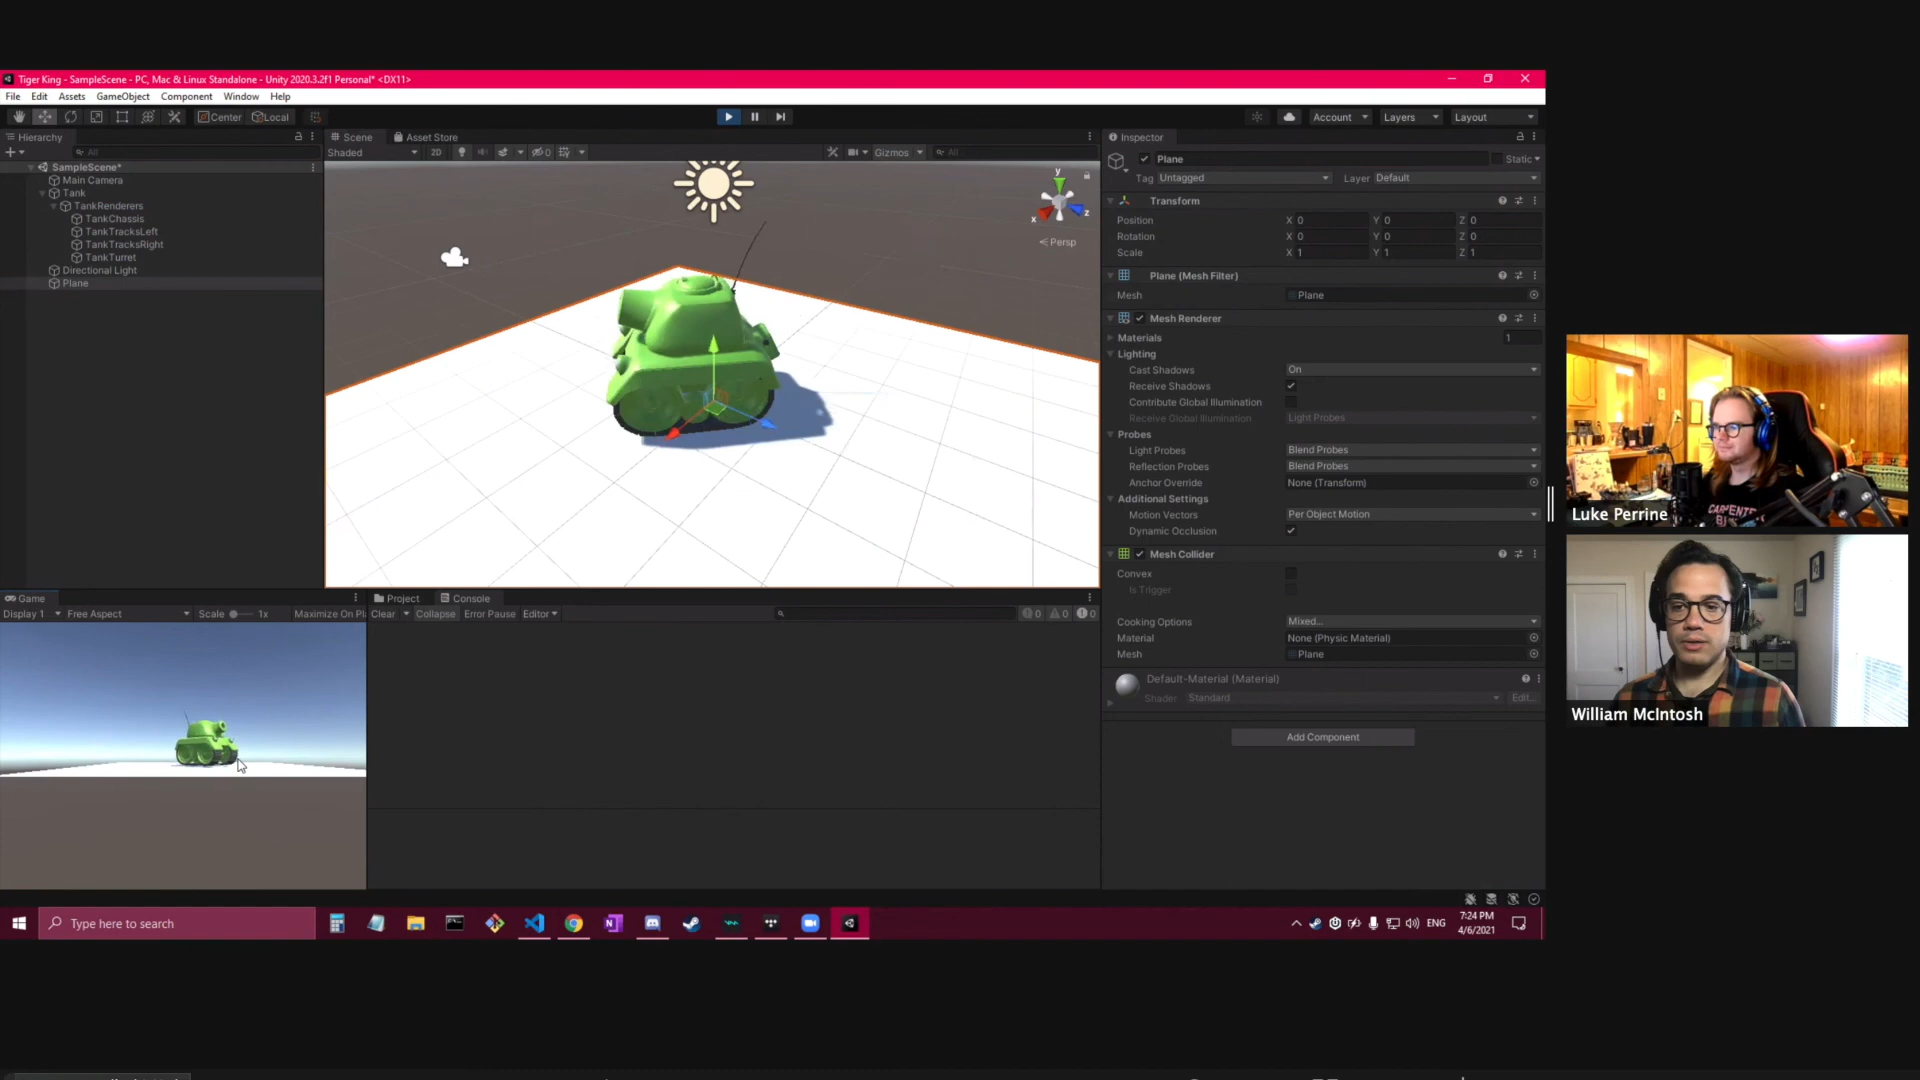 Tiger King - SampleScene - PC, Mac & Linux Standalone - Unity 2020.3.2f1 Personal* <DX11>
File Edit Assets GameObject Component Window Help
Center Local Account Layers Layout
Hierarchy
All
SampleScene*
Main Camera
Tank
TankRenderers
TankChassis
TankTracksLeft
TankTracksRight
TankTurret
Directional Light
Plane
Scene Asset Store
Shaded 2D 0 Gizmos All
y
x z
Persp
Inspector
Plane Static
Tag Untagged Layer Default
Transform
Position X 0 Y 0 Z 0
Rotation X 0 Y 0 Z 0
Scale X 1 Y 1 Z 1
Plane (Mesh Filter)
Mesh Plane
Mesh Renderer
Materials 1
Lighting
Cast Shadows On
Receive Shadows
Contribute Global Illumination
Receive Global Illumination Light Probes
Probes
Light Probes Blend Probes
Reflection Probes Blend Probes
Anchor Override None (Transform)
Additional Settings
Motion Vectors Per Object Motion
Dynamic Occlusion
Mesh Collider
Convex
Is Trigger
Cooking Options Mixed...
Material None (Physic Material)
Mesh Plane
Default-Material (Material)
Shader Standard Edit...
Add Component
Game
Display 1 Free Aspect Scale 1x Maximize On Pl
Project Console
Clear Collapse Error Pause Editor 0 0 0
Luke Perrine
CARPENTER
William McIntosh
Type here to search
ENG
7:24 PM
4/6/2021